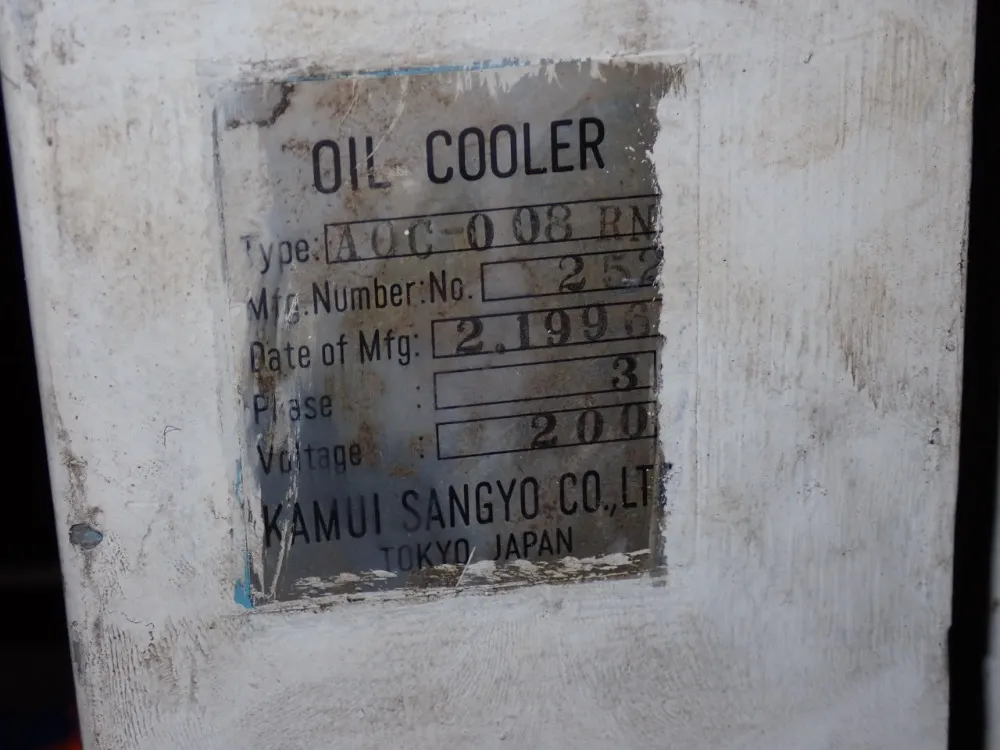 OIL COOLER
Type: AOC-008 RN
Mfg.Number:No. 252
Date of Mfg: 2.1996
Phase : 3
Voltage : 200
KAMUI SANGYO CO.,LT
TOKYO JAPAN